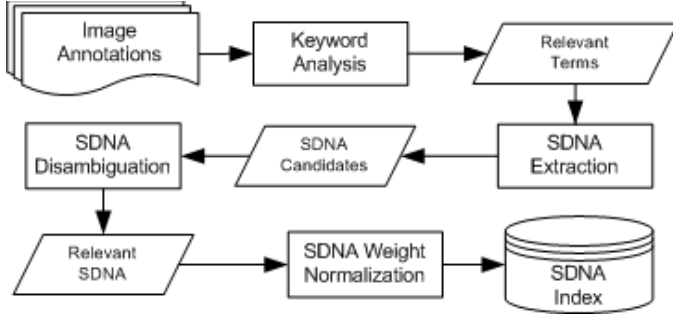 Image
Annotations
Keyword
Analysis
Relevant
Terms
SDNA
Extraction
SDNA
Candidates
SDNA
Disambiguation
Relevant
SDNA
SDNA Weight
Normalization
SDNA
Index